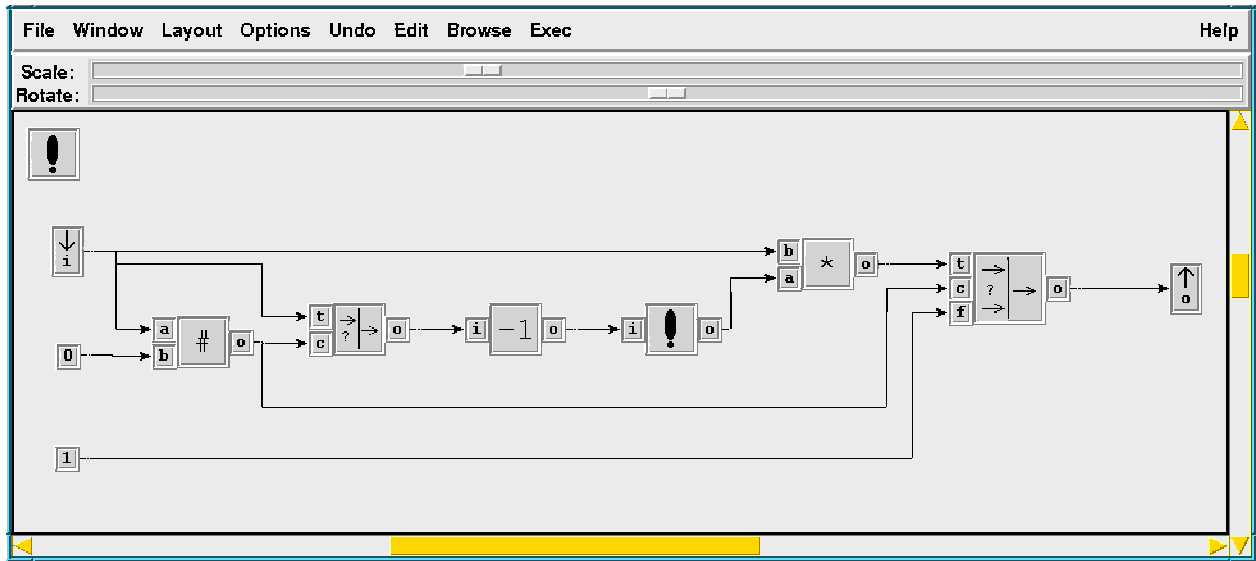 File Window Layout Options Undo Edit Browse Exec Help
Scale:
Rotate:
!
i
b * o
a
t ? o
c
f
o
a # o
b
t ? o
c
i -1 o
i ! o
0
1